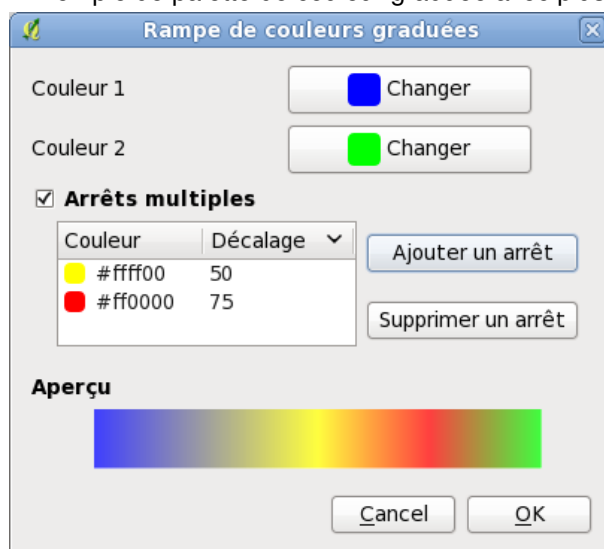 Rampe de couleurs graduées
Couleur 1
Changer
Couleur 2
Changer
Arrêts multiples
Couleur Décalage
#ffff00 50
#ff0000 75
Ajouter un arrêt
Supprimer un arrêt
Aperçu
Cancel
OK